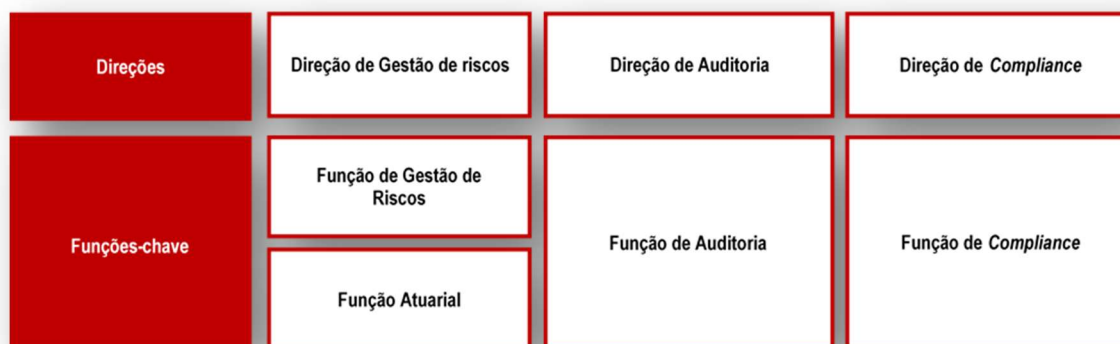 Direções
Direção de Gestão de riscos
Direção de Auditoria
Direção de Compliance
Funções-chave
Função de Gestão de
Riscos
Função Atuarial
Função de Auditoria
Função de Compliance